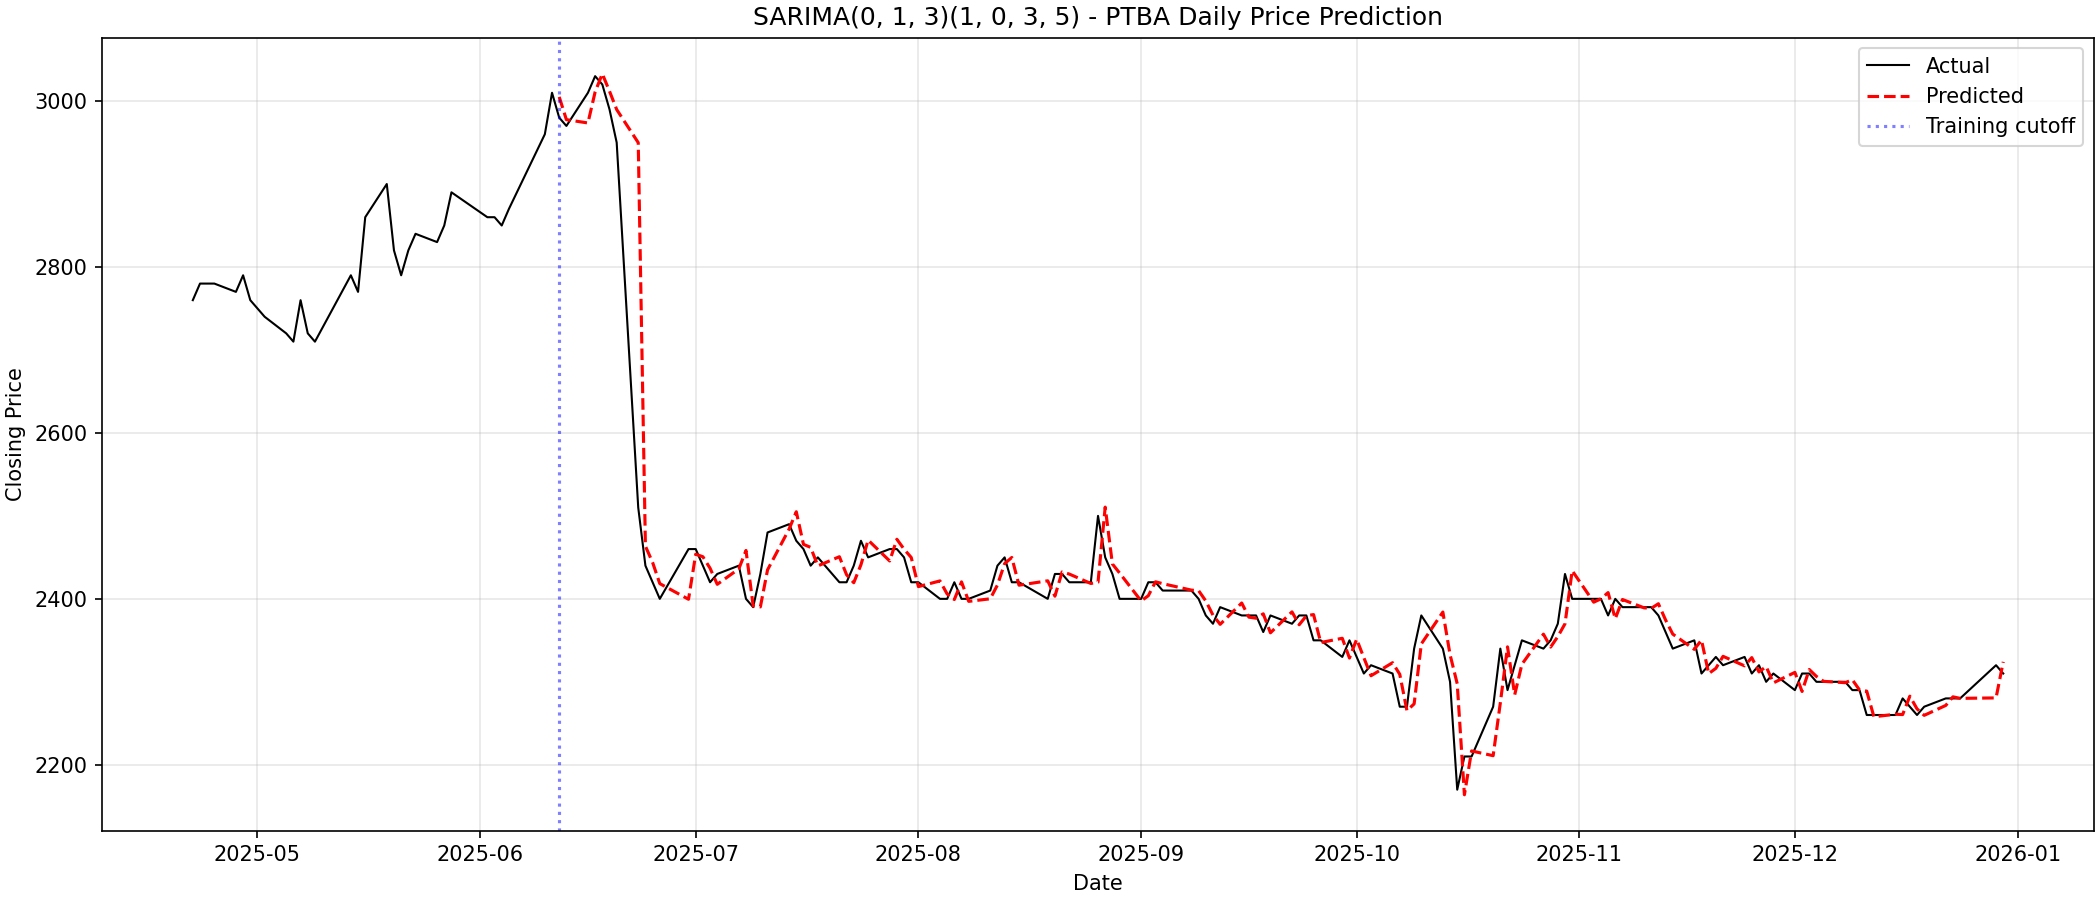 SARIMA(0, 1, 3)(1, 0, 3, 5) - PTBA Daily Price Prediction
Actual
Predicted
Training cutoff
Closing Price
3000
2800
2600
2400
2200
2025-05
2025-06
2025-07
2025-08
2025-09
2025-10
2025-11
2025-12
2026-01
Date